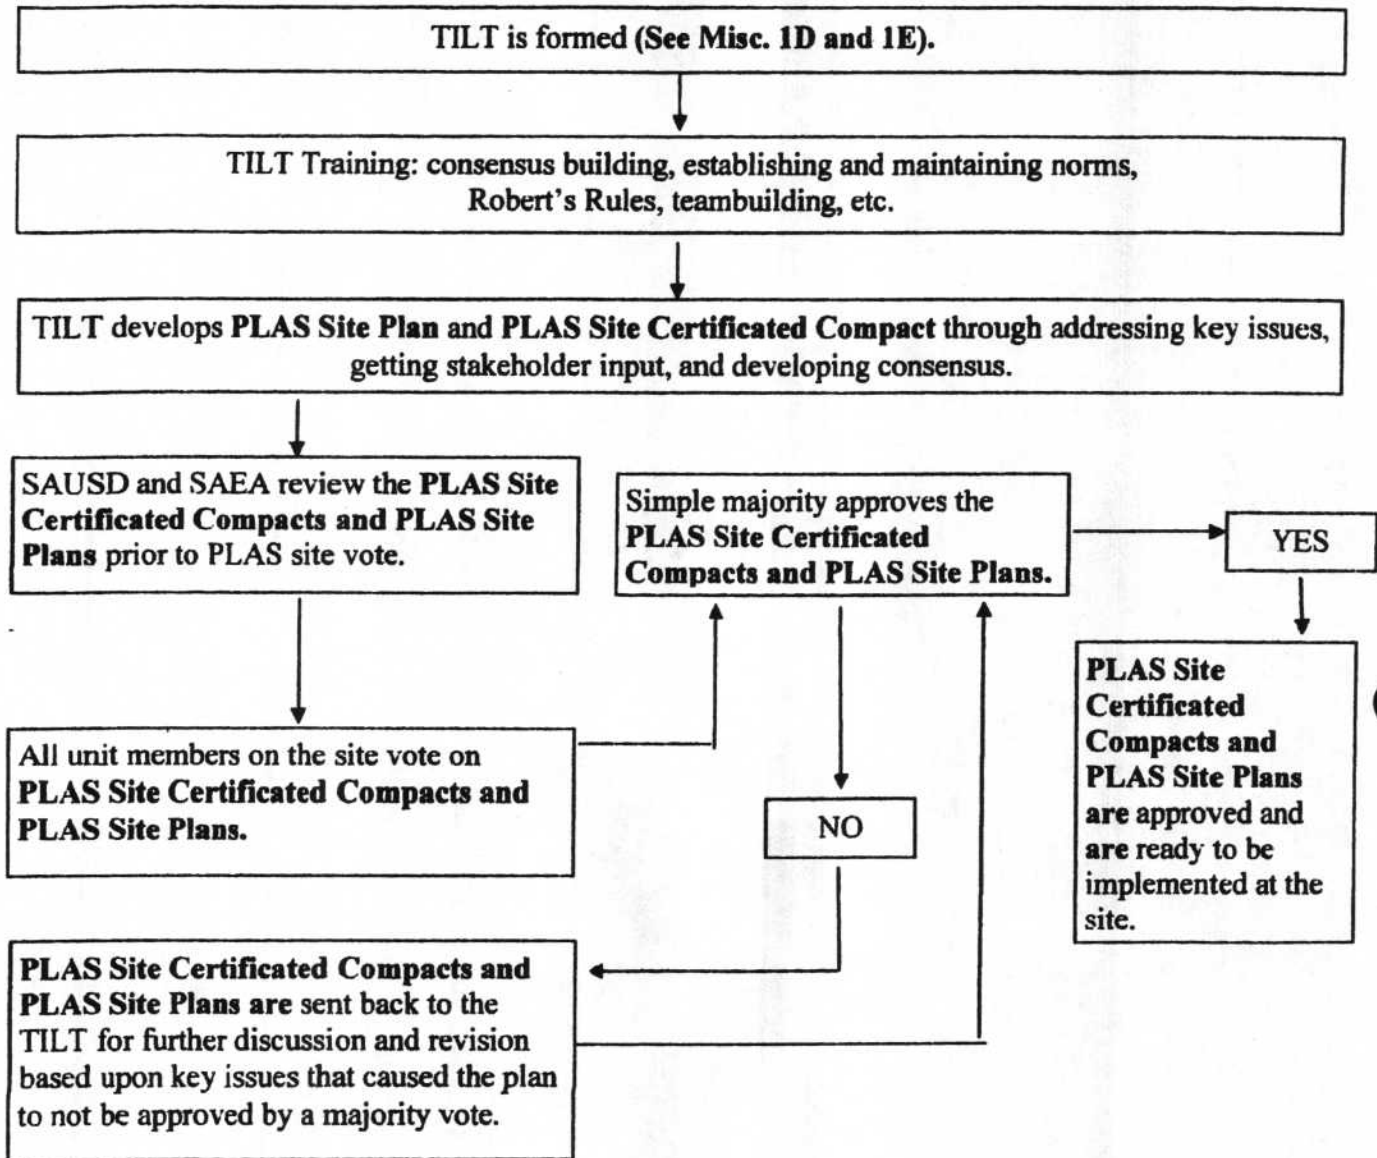 TILT is formed (See Misc. 1D and 1E).
TILT Training: consensus building, establishing and maintaining norms,
Robert's Rules, teambuilding, etc.
TILT develops PLAS Site Plan and PLAS Site Certificated Compact through addressing key issues,
getting stakeholder input, and developing consensus.
SAUSD and SAEA review the PLAS Site
Certificated Compacts and PLAS Site
Plans prior to PLAS site vote.
Simple majority approves the
PLAS Site Certificated
Compacts and PLAS Site Plans.
YES
All unit members on the site vote on
PLAS Site Certificated Compacts and
PLAS Site Plans.
NO
PLAS Site
Certificated
Compacts and
PLAS Site Plans
are approved and
are ready to be
implemented at the
site.
PLAS Site Certificated Compacts and
PLAS Site Plans are sent back to the
TILT for further discussion and revision
based upon key issues that caused the plan
to not be approved by a majority vote.